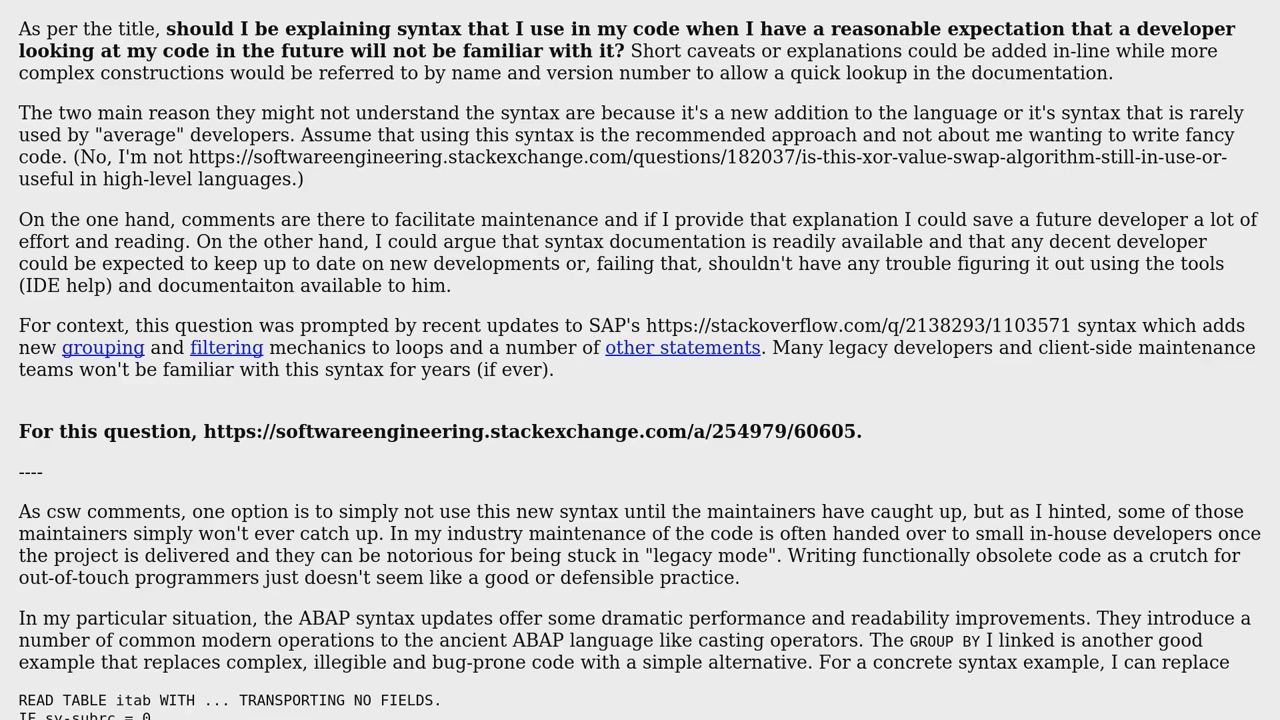 As per the title, should I be explaining syntax that I use in my code when I have a reasonable expectation that a developer
looking at my code in the future will not be familiar with it? Short caveats or explanations could be added in-line while more
complex constructions would be referred to by name and version number to allow a quick lookup in the documentation.
The two main reason they might not understand the syntax are because it's a new addition to the language or it's syntax that is rarely
used by "average" developers. Assume that using this syntax is the recommended approach and not about me wanting to write fancy
code. (No, I'm not https://softwareengineering.stackexchange.com/questions/182037/is-this-xor-value-swap-algorithm-still-in-use-or-
useful in high-level languages.)
On the one hand, comments are there to facilitate maintenance and if I provide that explanation I could save a future developer a lot of
effort and reading. On the other hand, I could argue that syntax documentation is readily available and that any decent developer
could be expected to keep up to date on new developments or, failing that, shouldn't have any trouble figuring it out using the tools
(IDE help) and documentaiton available to him.
For context, this question was prompted by recent updates to SAP's https://stackoverflow.com/q/2138293/1103571 syntax which adds
new grouping and filtering mechanics to loops and a number of other statements. Many legacy developers and client-side maintenance
teams won't be familiar with this syntax for years (if ever).
For this question, https://softwareengineering.stackexchange.com/a/254979/60605.
----
As csw comments, one option is to simply not use this new syntax until the maintainers have caught up, but as I hinted, some of those
maintainers simply won't ever catch up. In my industry maintenance of the code is often handed over to small in-house developers once
the project is delivered and they can be notorious for being stuck in "legacy mode". Writing functionally obsolete code as a crutch for
out-of-touch programmers just doesn't seem like a good or defensible practice.
In my particular situation, the ABAP syntax updates offer some dramatic performance and readability improvements. They introduce a
number of common modern operations to the ancient ABAP language like casting operators. The GROUP BY I linked is another good
example that replaces complex, illegible and bug-prone code with a simple alternative. For a concrete syntax example, I can replace
READ TABLE itab WITH ... TRANSPORTING NO FIELDS.
IF sy-subrc = 0.